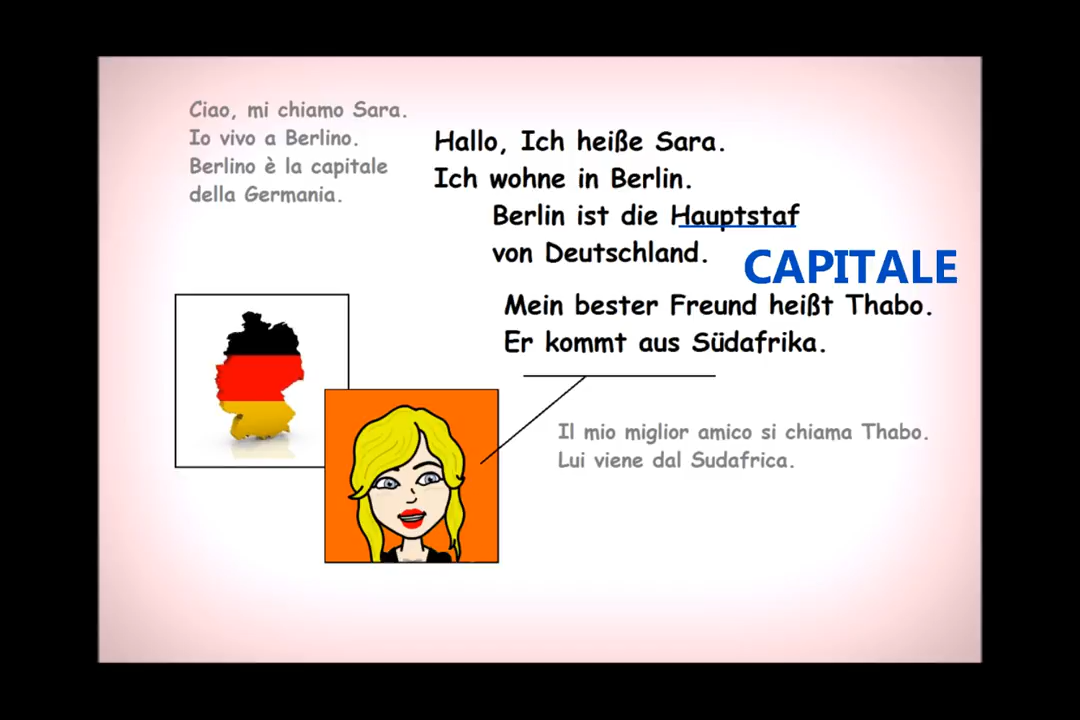 Ciao, mi chiamo Sara.
Io vivo a Berlino.
Berlino è la capitale
della Germania.
Hallo, Ich heiße Sara.
Ich wohne in Berlin.
Berlin ist die Hauptstaf
von Deutschland.
CAPITALE
Mein bester Freund heißt Thabo.
Er kommt aus Südafrika.
Il mio miglior amico si chiama Thabo.
Lui viene dal Sudafrica.